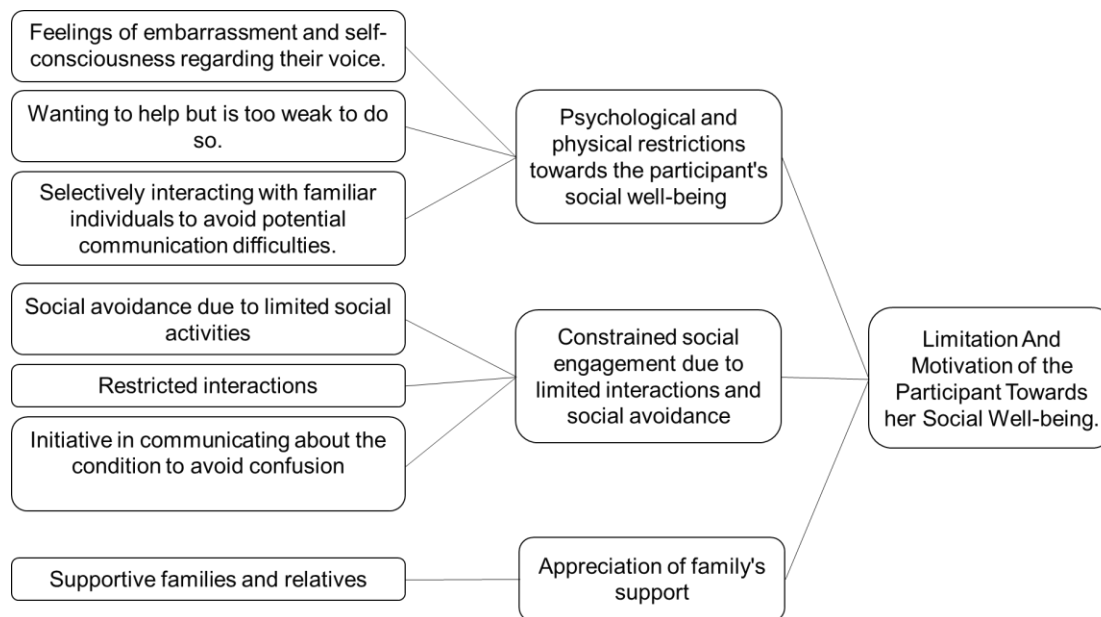 Feelings of embarrassment and self-
consciousness regarding their voice.
Wanting to help but is too weak to do
so.
Selectively interacting with familiar
individuals to avoid potential
communication difficulties.
Social avoidance due to limited social
activities
Restricted interactions
Initiative in communicating about the
condition to avoid confusion
Supportive families and relatives
Psychological and
physical restrictions
towards the participant's
social well-being
Constrained social
engagement due to
limited interactions and
social avoidance
Appreciation of family's
support
Limitation And
Motivation of the
Participant Towards
her Social Well-being.